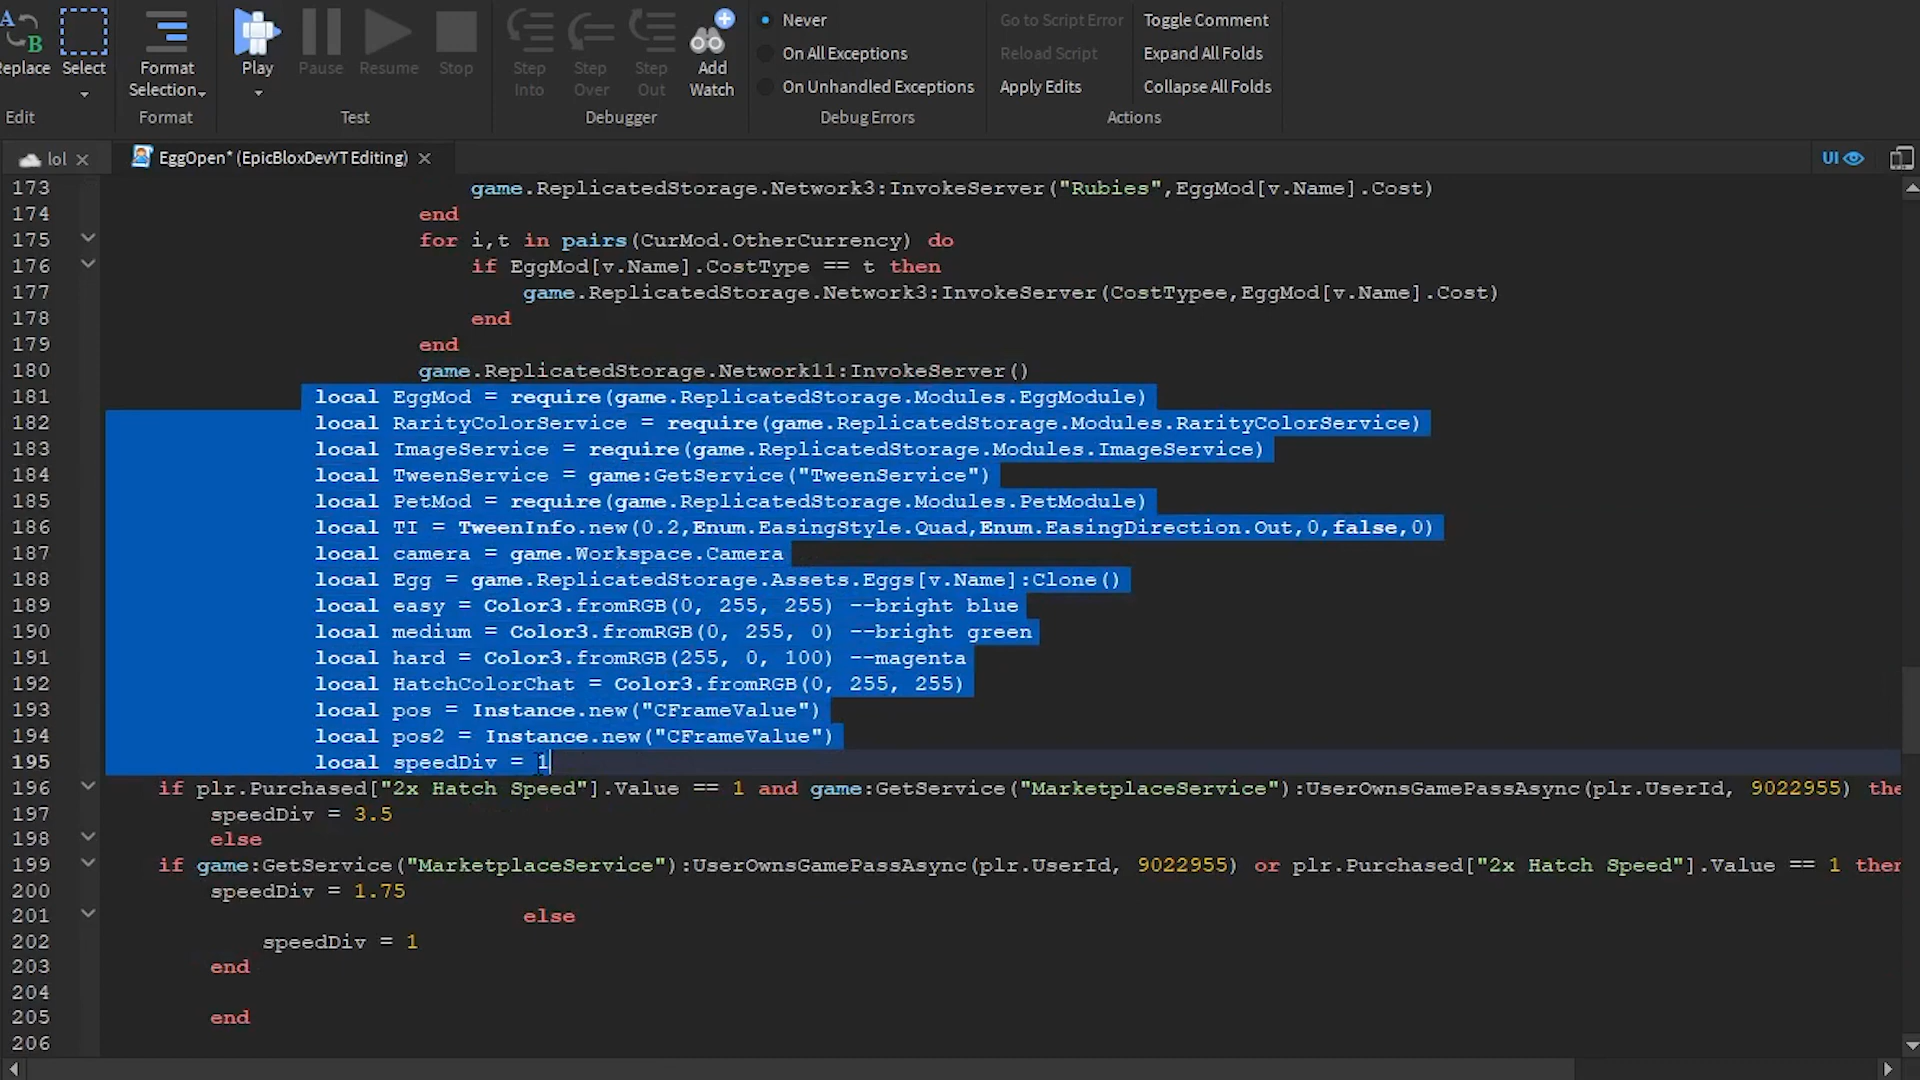 A
B
Replace
Select
Edit
Format
Selection
Format
Play
Pause
Resume
Stop
Test
Step
Into
Step
Over
Step
Out
Add
Watch
Debugger
Never
On All Exceptions
On Unhandled Exceptions
Debug Errors
Go to Script Error
Reload Script
Apply Edits
Toggle Comment
Expand All Folds
Collapse All Folds
Actions
lol
EggOpen* (EpicBloxDevYT Editing)
UI
173 game.ReplicatedStorage.Network3:InvokeServer("Rubies",EggMod[v.Name].Cost)
174 end
175 for i,t in pairs(CurMod.OtherCurrency) do
176 if EggMod[v.Name].CostType == t then
177 game.ReplicatedStorage.Network3:InvokeServer(CostTypee,EggMod[v.Name].Cost)
178 end
179 end
180 game.ReplicatedStorage.Network11:InvokeServer()
181 local EggMod = require(game.ReplicatedStorage.Modules.EggModule)
182 local RarityColorService = require(game.ReplicatedStorage.Modules.RarityColorService)
183 local ImageService = require(game.ReplicatedStorage.Modules.ImageService)
184 local TweenService = game:GetService("TweenService")
185 local PetMod = require(game.ReplicatedStorage.Modules.PetModule)
186 local TI = TweenInfo.new(0.2,Enum.EasingStyle.Quad,Enum.EasingDirection.Out,0,false,0)
187 local camera = game.Workspace.Camera
188 local Egg = game.ReplicatedStorage.Assets.Eggs[v.Name]:Clone()
189 local easy = Color3.fromRGB(0, 255, 255) --bright blue
190 local medium = Color3.fromRGB(0, 255, 0) --bright green
191 local hard = Color3.fromRGB(255, 0, 100) --magenta
192 local HatchColorChat = Color3.fromRGB(0, 255, 255)
193 local pos = Instance.new("CFrameValue")
194 local pos2 = Instance.new("CFrameValue")
195 local speedDiv = 1
196 if plr.Purchased["2x Hatch Speed"].Value == 1 and game:GetService("MarketplaceService"):UserOwnsGamePassAsync(plr.UserId, 9022955) the
197 speedDiv = 3.5
198 else
199 if game:GetService("MarketplaceService"):UserOwnsGamePassAsync(plr.UserId, 9022955) or plr.Purchased["2x Hatch Speed"].Value == 1 then
200 speedDiv = 1.75
201 else
202 speedDiv = 1
203 end
204
205 end
206